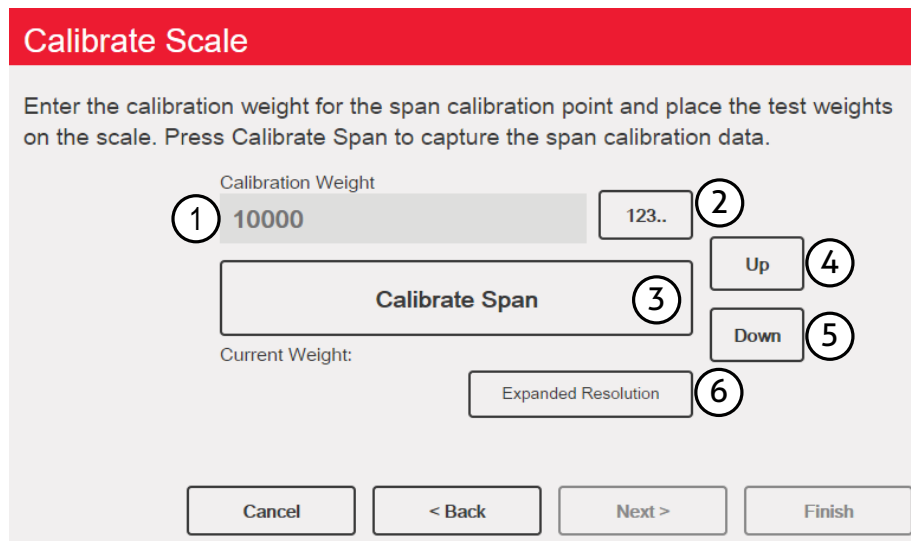 Calibrate Scale
Enter the calibration weight for the span calibration point and place the test weights
on the scale. Press Calibrate Span to capture the span calibration data.
Calibration Weight
1 10000 123.. 2
Up 4
Calibrate Span 3
Down 5
Current Weight:
Expanded Resolution 6
Cancel < Back Next > Finish